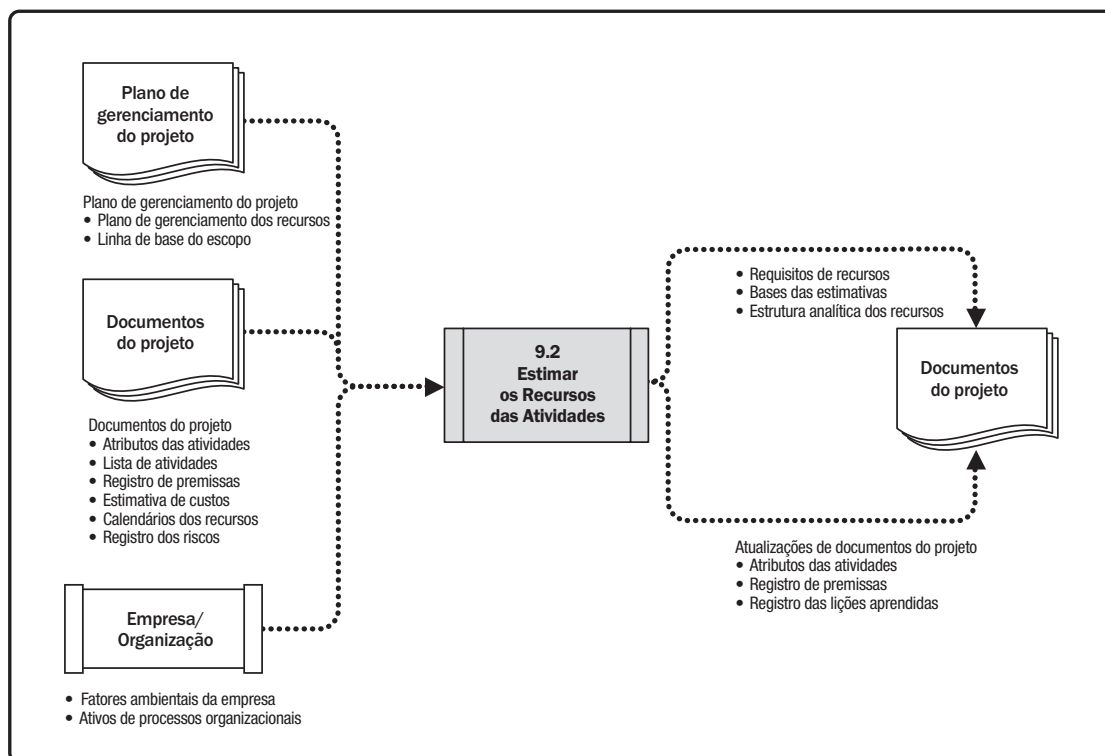 Plano de
gerenciamento
do projeto
Plano de gerenciamento do projeto
• Plano de gerenciamento dos recursos
• Linha de base do escopo
Documentos
do projeto
Documentos do projeto
• Atributos das atividades
• Lista de atividades
• Registro de premissas
• Estimativa de custos
• Calendários dos recursos
• Registro dos riscos
Empresa/
Organização
• Fatores ambientais da empresa
• Ativos de processos organizacionais
9.2
Estimar
os Recursos
das Atividades
• Requisitos de recursos
• Bases das estimativas
• Estrutura analítica dos recursos
Documentos
do projeto
Atualizações de documentos do projeto
• Atributos das atividades
• Registro de premissas
• Registro das lições aprendidas